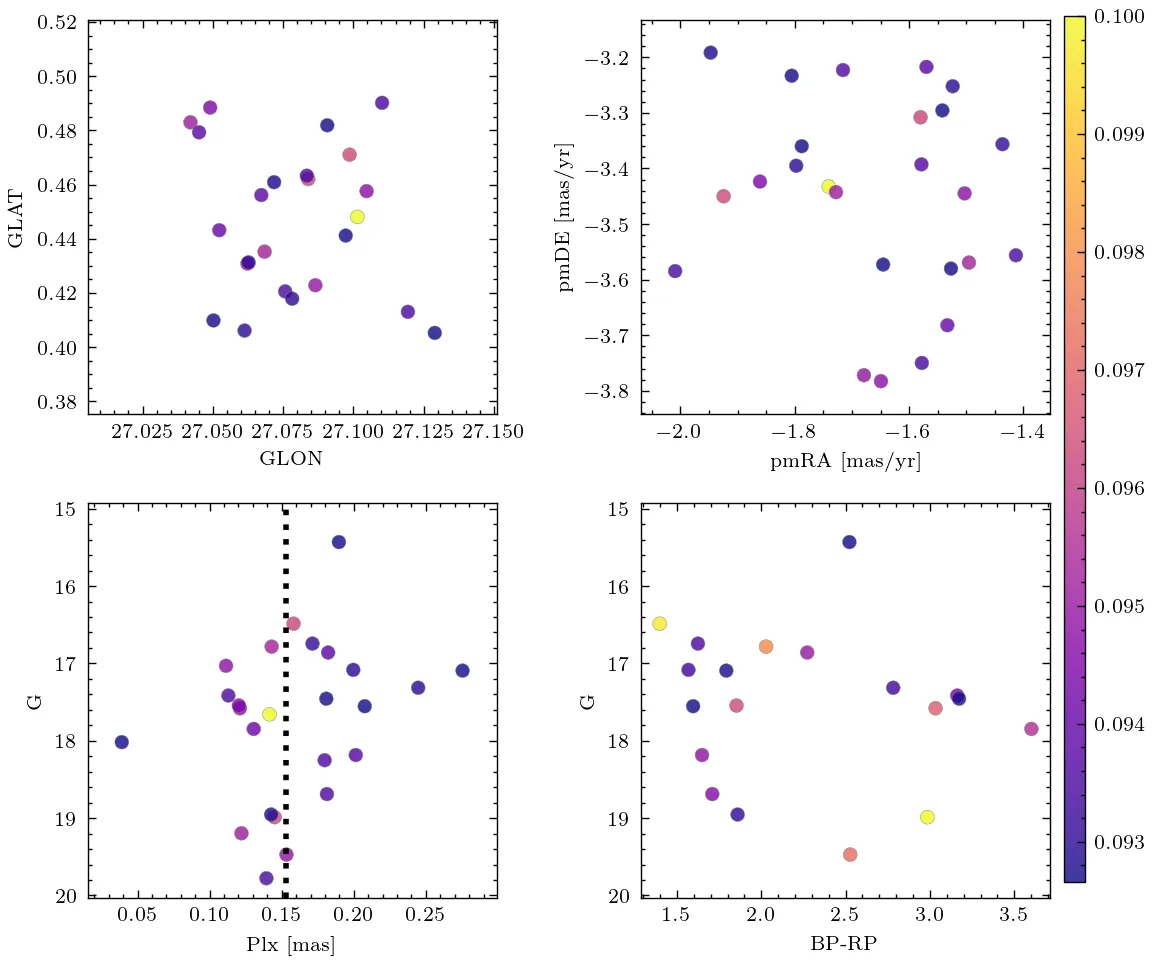 0.52
0.50
0.48
0.46
0.44
0.42
0.40
0.38
GLAT
27.025 27.050 27.075 27.100 27.125 27.150
GLON
−3.2
−3.3
−3.4
−3.5
−3.6
−3.7
−3.8
pmDE [mas/yr]
−2.0 −1.8 −1.6 −1.4
pmRA [mas/yr]
0.100
0.099
0.098
0.097
0.096
0.095
0.094
0.093
15
16
17
18
19
20
G
0.05 0.10 0.15 0.20 0.25
Plx [mas]
15
16
17
18
19
20
G
1.5 2.0 2.5 3.0 3.5
BP-RP